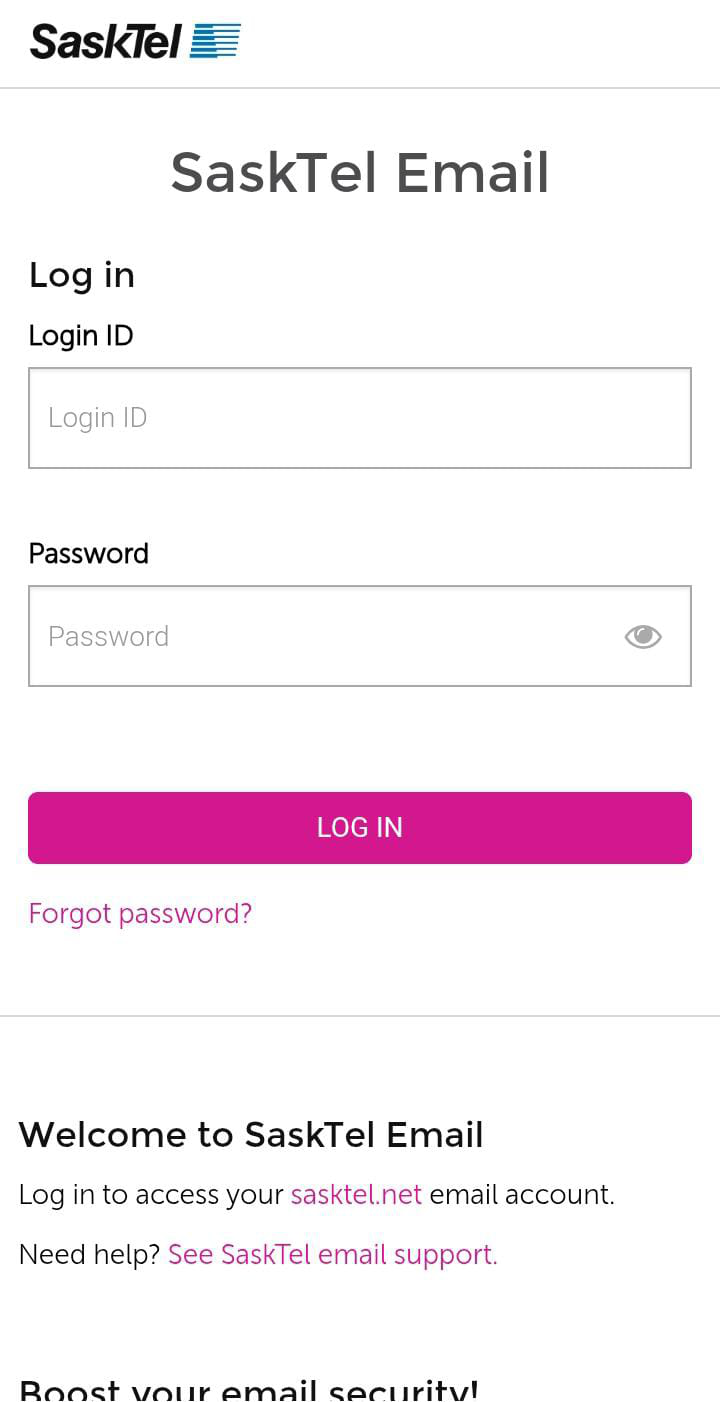 SaskTel
SaskTel Email
Log in
Login ID
Login ID
Password
Password
LOG IN
Forgot password?
Welcome to SaskTel Email
Log in to access your sasktel.net email account.
Need help? See SaskTel email support.
Boost your email security!